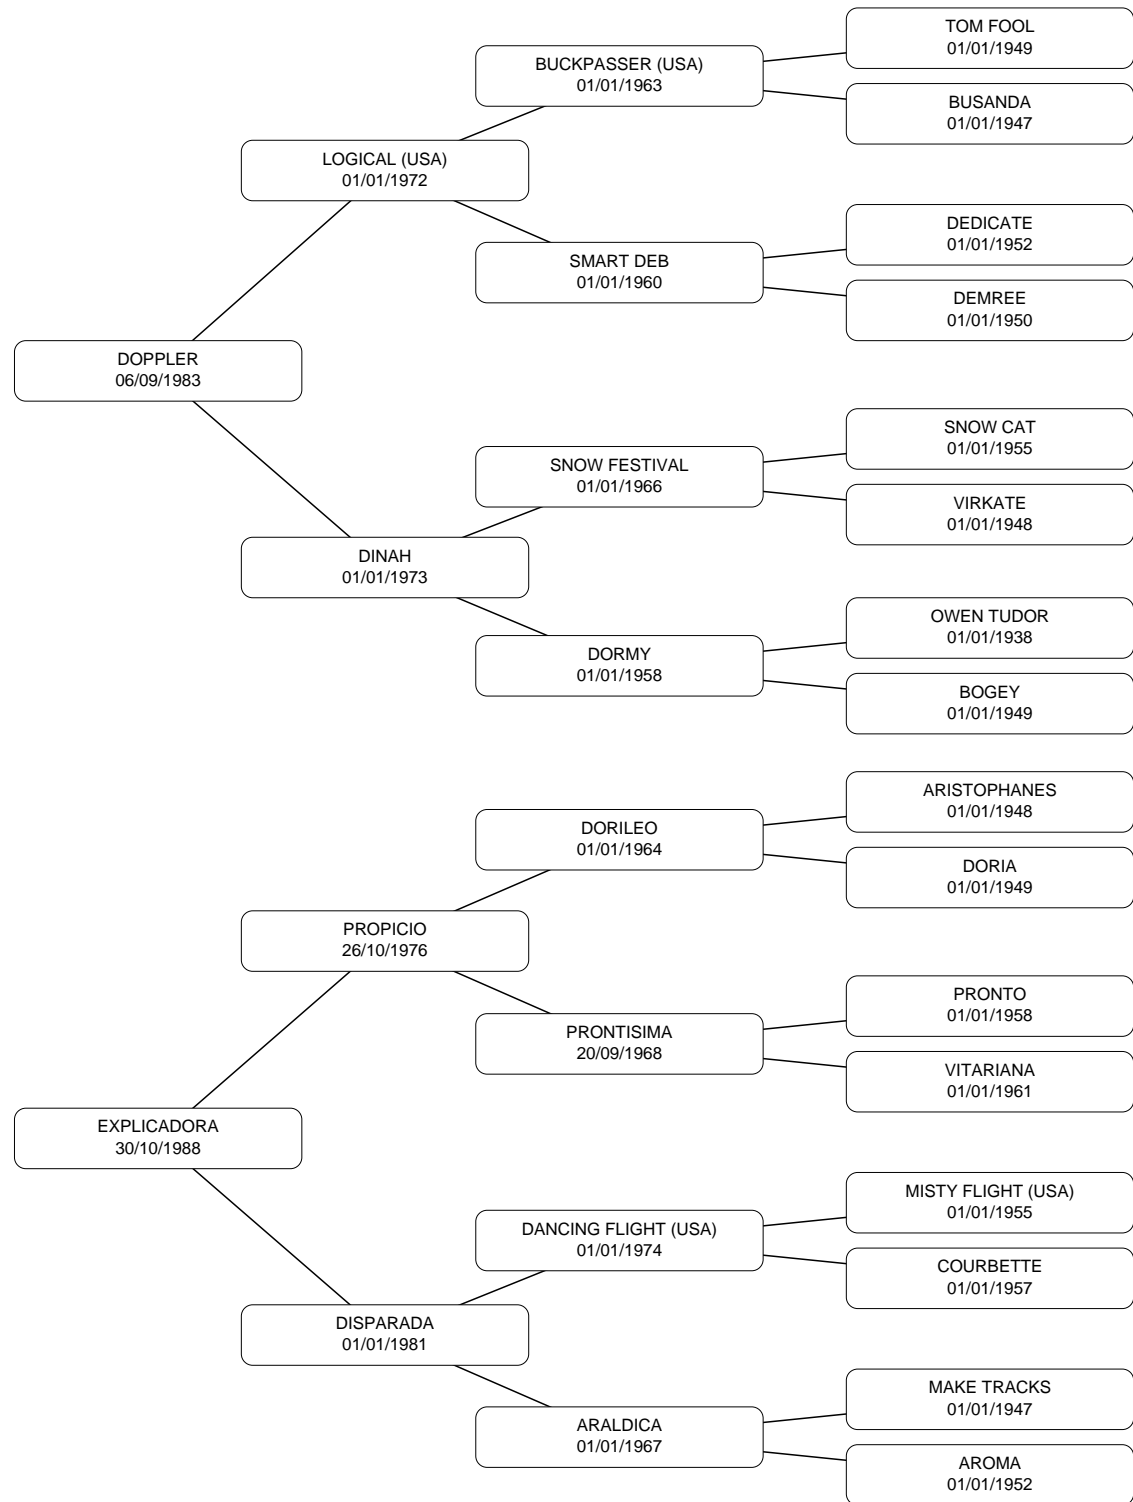 TOM FOOL
01/01/1949
BUCKPASSER (USA)
01/01/1963
BUSANDA
01/01/1947
LOGICAL (USA)
01/01/1972
DEDICATE
01/01/1952
SMART DEB
01/01/1960
DEMREE
01/01/1950
DOPPLER
06/09/1983
SNOW CAT
01/01/1955
SNOW FESTIVAL
01/01/1966
VIRKATE
01/01/1948
DINAH
01/01/1973
OWEN TUDOR
01/01/1938
DORMY
01/01/1958
BOGEY
01/01/1949
ARISTOPHANES
01/01/1948
DORILEO
01/01/1964
DORIA
01/01/1949
PROPICIO
26/10/1976
PRONTO
01/01/1958
PRONTISIMA
20/09/1968
VITARIANA
01/01/1961
EXPLICADORA
30/10/1988
MISTY FLIGHT (USA)
01/01/1955
DANCING FLIGHT (USA)
01/01/1974
COURBETTE
01/01/1957
DISPARADA
01/01/1981
MAKE TRACKS
01/01/1947
ARALDICA
01/01/1967
AROMA
01/01/1952